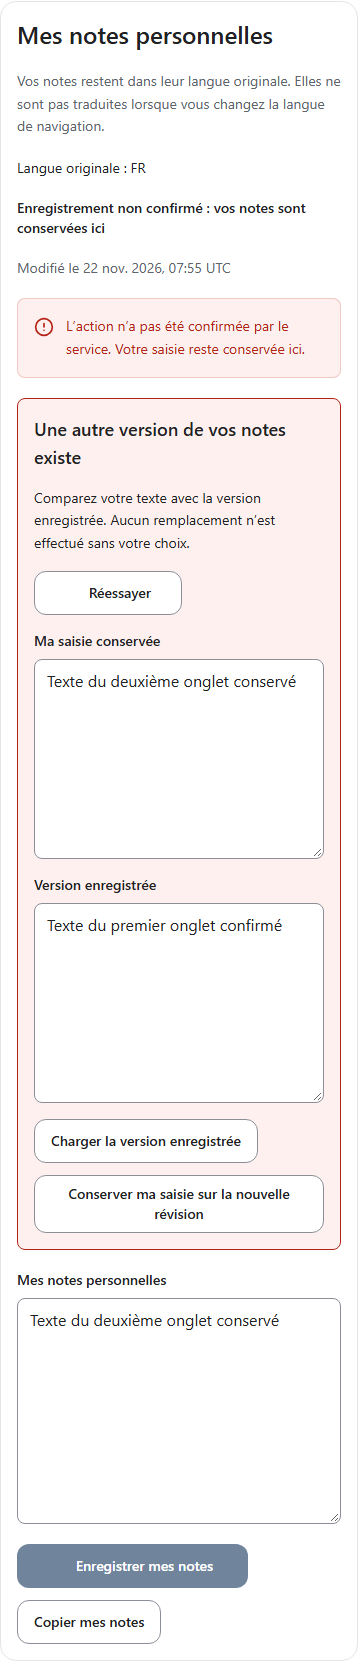 Mes notes personnelles
Vos notes restent dans leur langue originale. Elles ne
sont pas traduites lorsque vous changez la langue
de navigation.
Langue originale : FR
Enregistrement non confirmé : vos notes sont
conservées ici
Modifié le 22 nov. 2026, 07:55 UTC
L’action n’a pas été confirmée par le
service. Votre saisie reste conservée ici.
Une autre version de vos notes
existe
Comparez votre texte avec la version
enregistrée. Aucun remplacement n’est
effectué sans votre choix.
Réessayer
Ma saisie conservée
Texte du deuxième onglet conservé
Version enregistrée
Texte du premier onglet confirmé
Charger la version enregistrée
Conserver ma saisie sur la nouvelle
révision
Mes notes personnelles
Texte du deuxième onglet conservé
Enregistrer mes notes
Copier mes notes